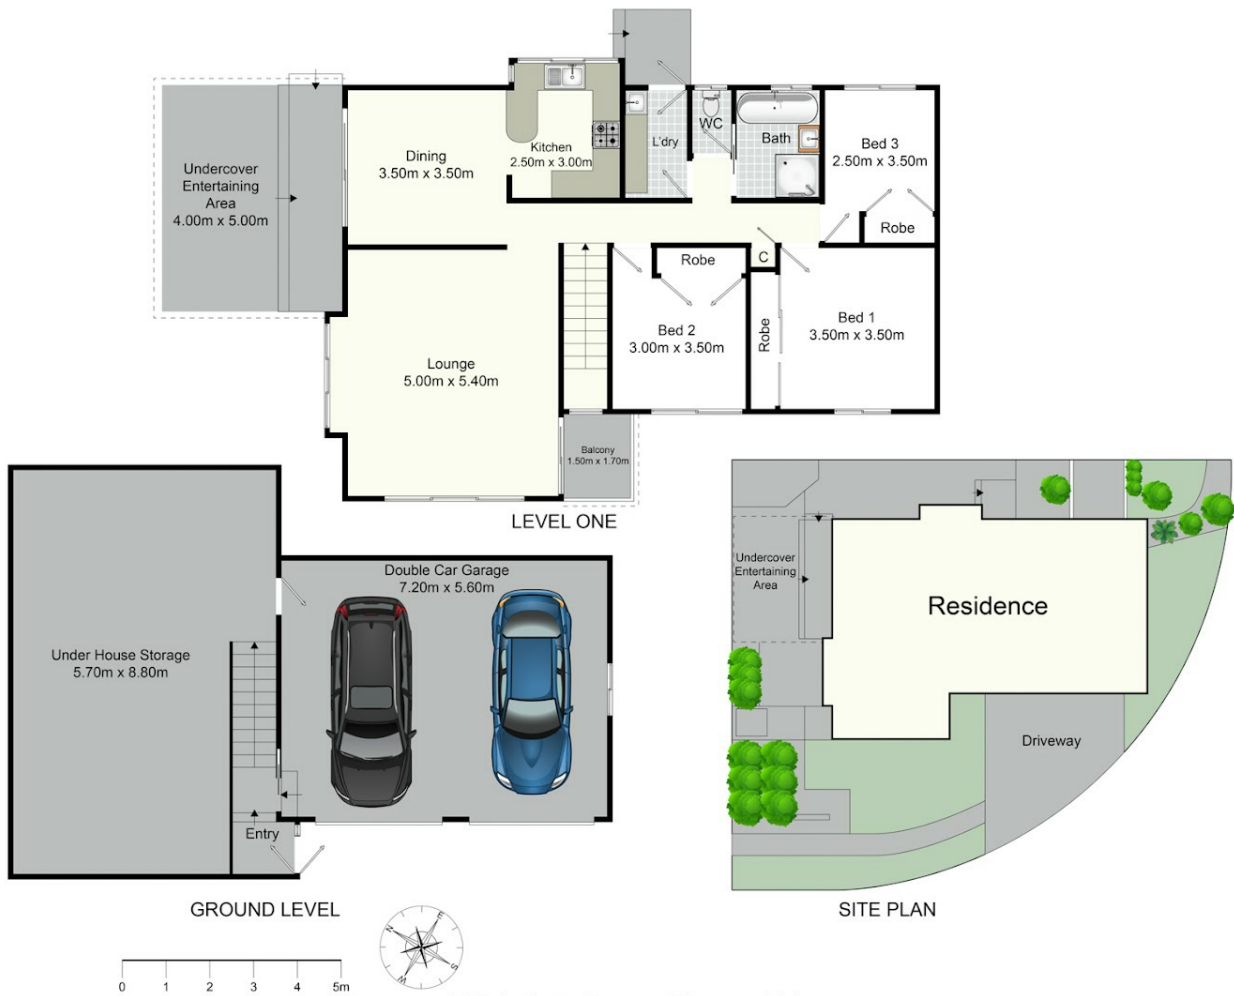 Undercover
Entertaining
Area
4.00m x 5.00m
Dining
3.50m x 3.50m
Kitchen
2.50m x 3.00m
L'dry
WC
Bath
Bed 3
2.50m x 3.50m
Robe
Robe
C
Bed 2
3.00m x 3.50m
Robe
Bed 1
3.50m x 3.50m
Lounge
5.00m x 5.40m
Balcony
1.50m x 1.70m
LEVEL ONE
Double Car Garage
7.20m x 5.60m
Under House Storage
5.70m x 8.80m
Entry
GROUND LEVEL
Undercover
Entertaining
Area
Residence
Driveway
SITE PLAN
N
E
S
W
0 1 2 3 4 5m